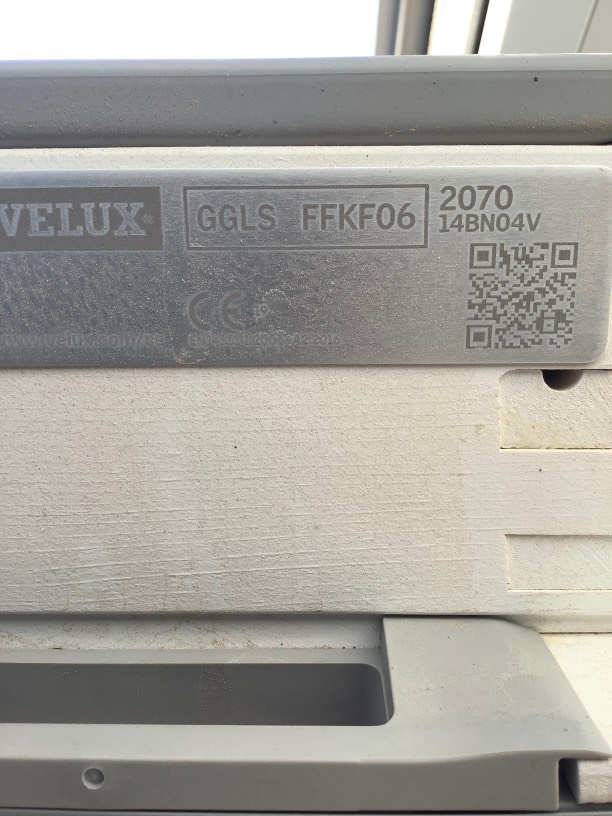 VELUX
GGLS FFKF06
2070
14BN04V
CE